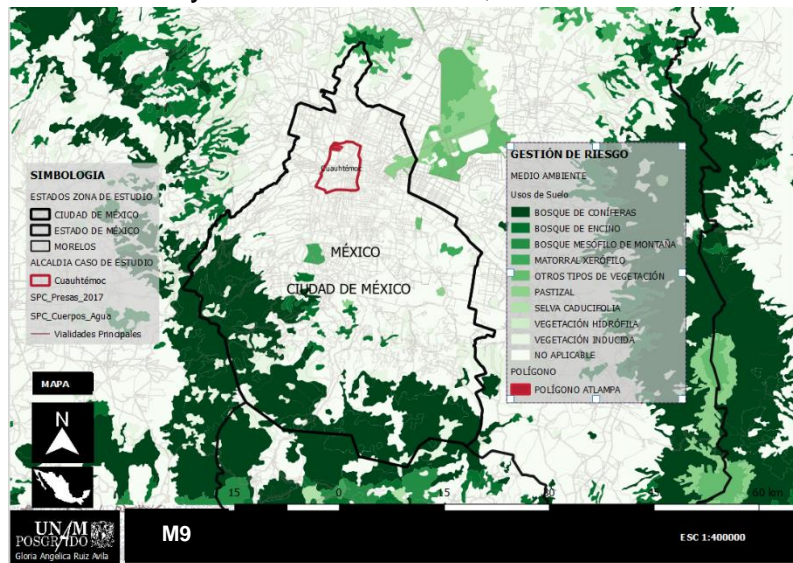 SIMBOLOGIA
ESTADOS ZONA DE ESTUDIO
CIUDAD DE MÉXICO
ESTADO DE MÉXICO
MORELOS
ALCALDIA CASO DE ESTUDIO
Cuauhtémoc
SPC_Presas_2017
SPC_Cuerpos_Agua
Vialidades Principales
MAPA
N
Cuauhtémoc
MÉXICO
CIUDAD DE MÉXICO
GESTIÓN DE RIESGO
MEDIO AMBIENTE
Usos de Suelo
BOSQUE DE CONÍFERAS
BOSQUE DE ENCINO
BOSQUE MESÓFILO DE MONTAÑA
MATORRAL XERÓFILO
OTROS TIPOS DE VEGETACIÓN
PASTIZAL
SELVA CADUCIFOLIA
VEGETACIÓN HIDRÓFILA
VEGETACIÓN INDUCIDA
NO APLICABLE
POLÍGONO
POLÍGONO ATLAMPA
15 0 15 30 45 60 km
UNAM
POSGRADO
Gloria Angelica Ruiz Avila
M9
ESC 1:400000